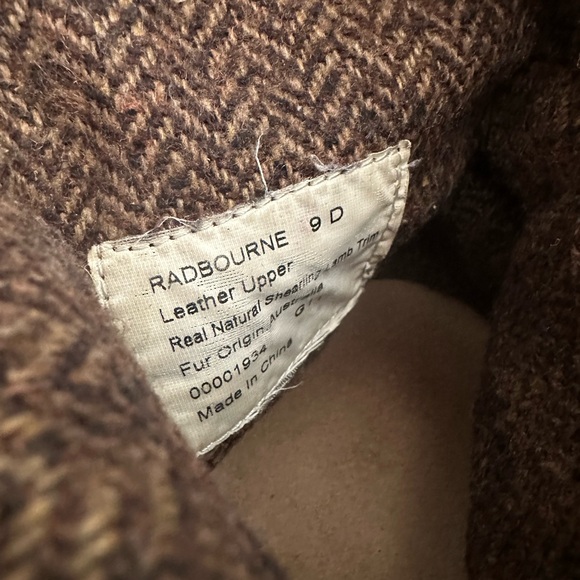 RADBOURNE 9 D
Leather Upper
Real Natural Shearling Lamb Trim
Fur Origin Australia
00001934 G
Made in China